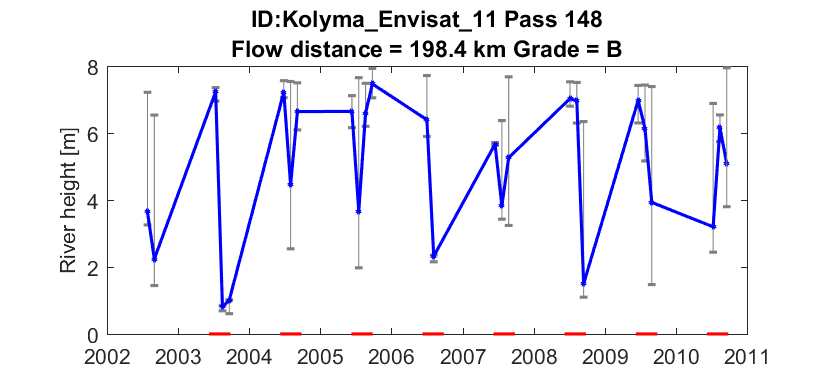 ID:Kolyma_Envisat_11 Pass 148
Flow distance = 198.4 km Grade = B
River height [m]
8
6
4
2
0
2002 2003 2004 2005 2006 2007 2008 2009 2010 2011